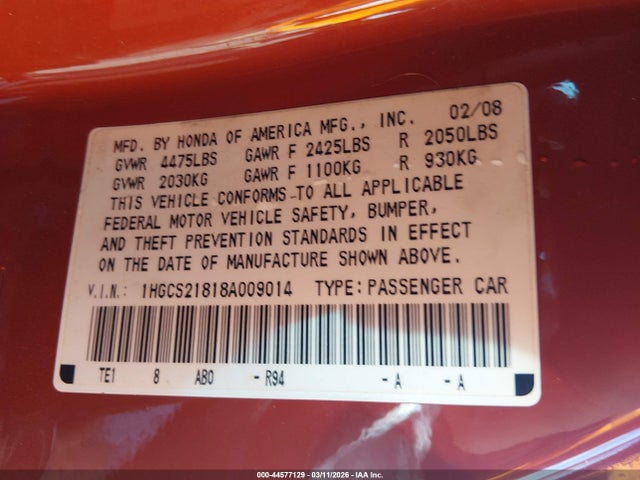 MFD. BY HONDA OF AMERICA MFG., INC. 02/08
GVWR 4475LBS GAWR F 2425LBS R 2050LBS
GVWR 2030KG GAWR F 1100KG R 930KG
THIS VEHICLE CONFORMS TO ALL APPLICABLE
FEDERAL MOTOR VEHICLE SAFETY, BUMPER,
AND THEFT PREVENTION STANDARDS IN EFFECT
ON THE DATE OF MANUFACTURE SHOWN ABOVE.
V.I.N.: 1HGCS21818A009014 TYPE: PASSENGER CAR
TE1 8 AB0 - R94 - A - A
000-44577129 - 03/11/2026 - IAA Inc.